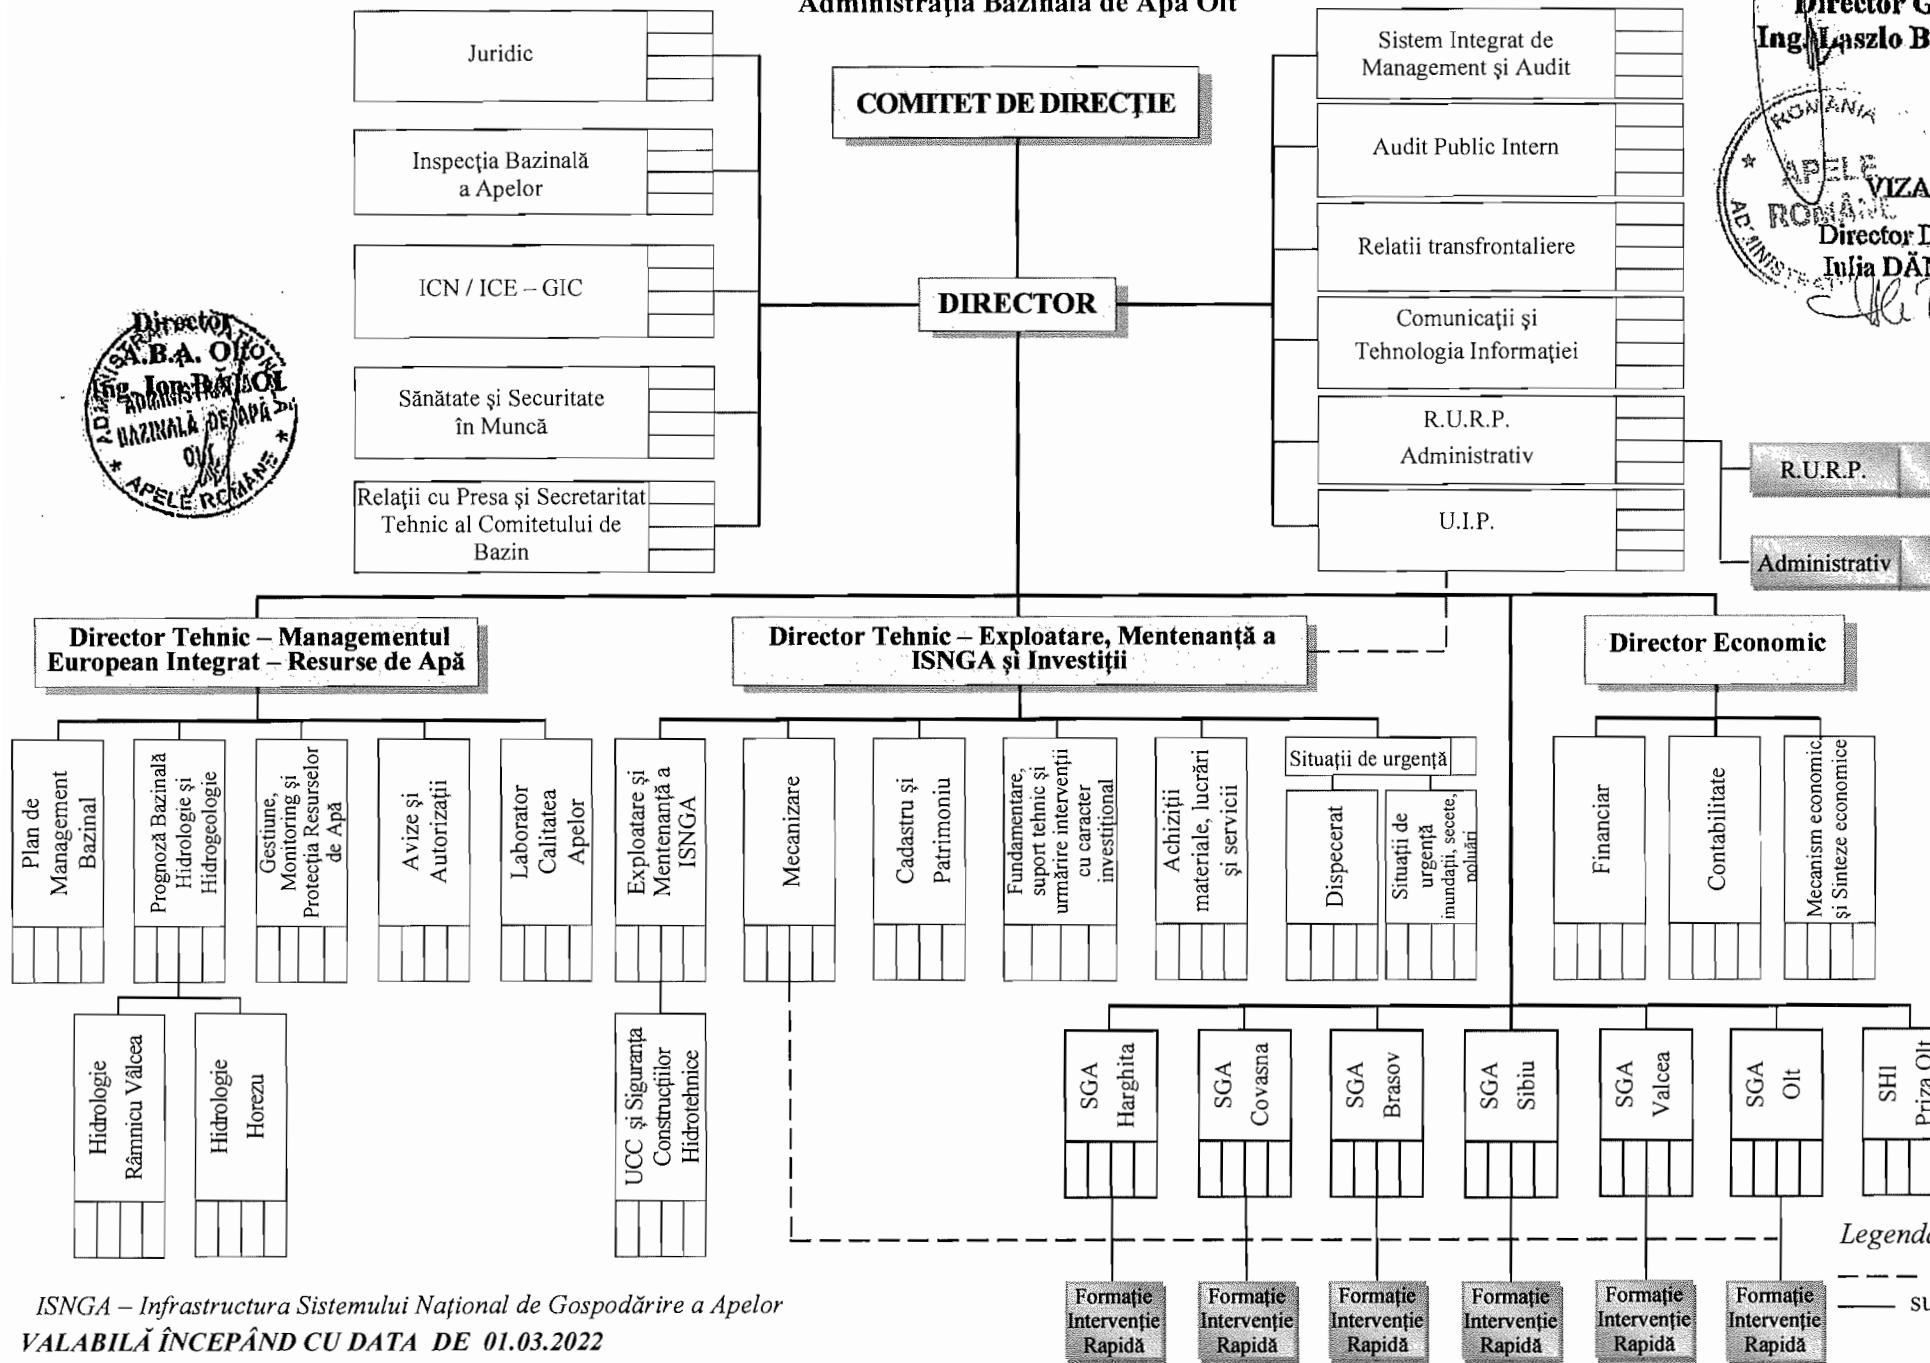 Administrația Bazinală de Apă Olt
Juridic
Inspecția Bazinală
a Apelor
ICN / ICE – GIC
Sănătate și Securitate
în Muncă
Relații cu Presa și Secretaritat
Tehnic al Comitetului de
Bazin
COMITET DE DIRECȚIE
DIRECTOR
Sistem Integrat de
Management și Audit
Audit Public Intern
Relatii transfrontaliere
Comunicații și
Tehnologia Informației
R.U.R.P.
Administrativ
U.I.P.
R.U.R.P.
Administrativ
Director G
Ing. Laszlo B
ROMÂNIA
APELE
ROMÂNE
VIZA
Director D
Iulia DĂN
Director
A.B.A. Olt
Ing. Ion
ADMINISTRAȚIA
BAZINALĂ DE APĂ
OLT
APELE ROMÂNE
Director Tehnic – Managementul
European Integrat – Resurse de Apă
Director Tehnic – Exploatare, Mentenanță a
ISNGA și Investiții
Director Economic
Plan de
Management
Bazinal
Prognoză Bazinală
Hidrologie și
Hidrogeologie
Gestiune,
Monitoring și
Protecția Resurselor
de Apă
Avize și
Autorizații
Laborator
Calitatea
Apelor
Exploatare și
Mentenanță a
ISNGA
Mecanizare
Cadastru și
Patrimoniu
Fundamentare,
suport tehnic și
urmărire intervenții
cu caracter
investițional
Achiziții
materiale, lucrări
și servicii
Situații de urgență
Dispecerat
Situații de
urgență
inundații, secete,
poluări
Financiar
Contabilitate
Mecanism economic
și Sinteze economice
Hidrologie
Râmnicu Vâlcea
Hidrologie
Horezu
UCC și Siguranța
Construcțiilor
Hidrotehnice
SGA
Harghita
SGA
Covasna
SGA
Brasov
SGA
Sibiu
SGA
Valcea
SGA
Olt
SHI
Priza Olt
Formație
Intervenție
Rapidă
Formație
Intervenție
Rapidă
Formație
Intervenție
Rapidă
Formație
Intervenție
Rapidă
Formație
Intervenție
Rapidă
Formație
Intervenție
Rapidă
Legenda
su
ISNGA – Infrastructura Sistemului Național de Gospodărire a Apelor
VALABILĂ ÎNCEPÂND CU DATA DE 01.03.2022